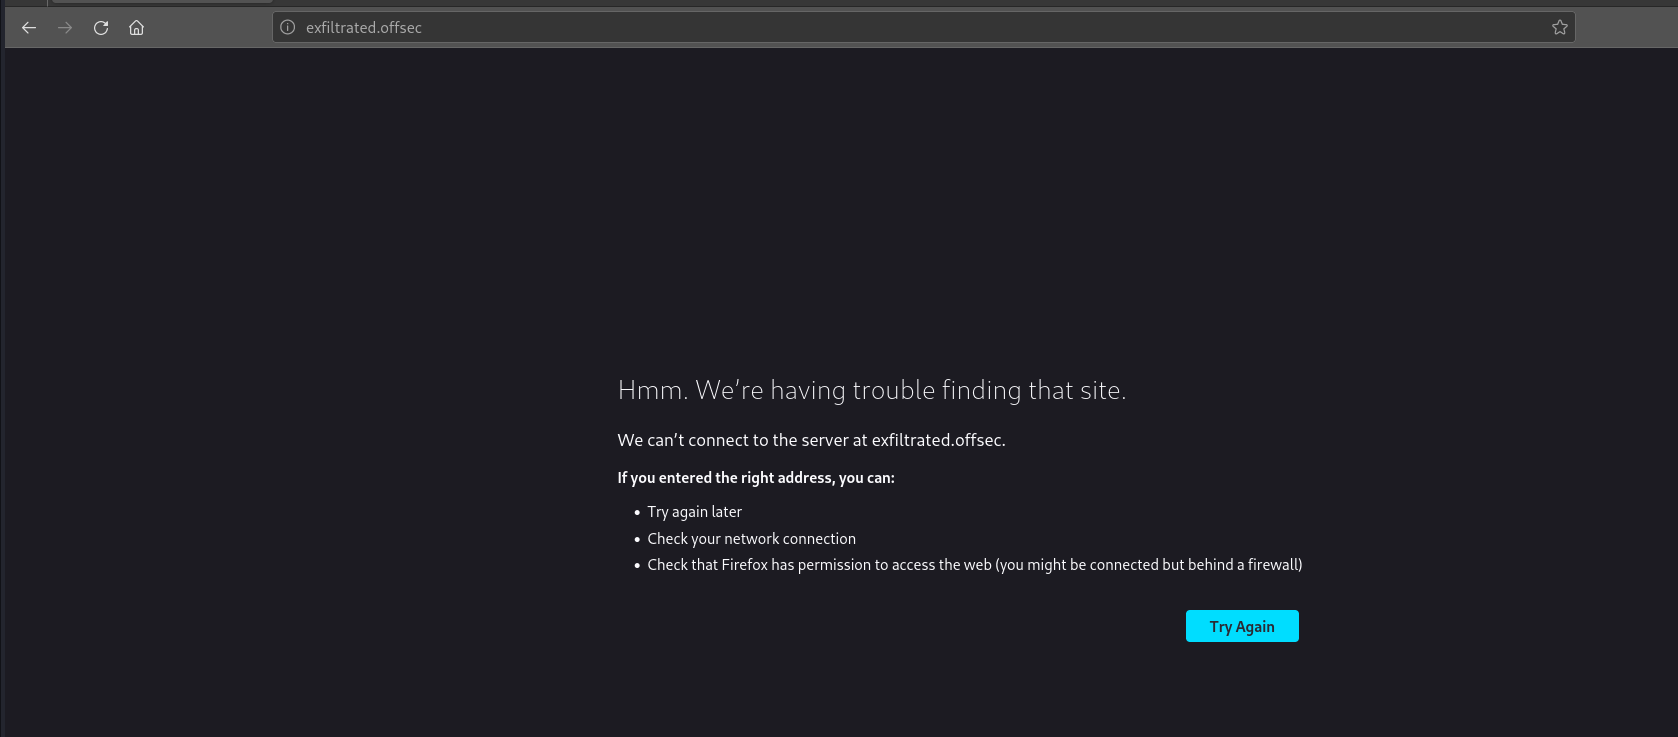 exfiltrated.offsec
Hmm. We’re having trouble finding that site.
We can’t connect to the server at exfiltrated.offsec.
If you entered the right address, you can:
• Try again later
• Check your network connection
• Check that Firefox has permission to access the web (you might be connected but behind a firewall)
Try Again